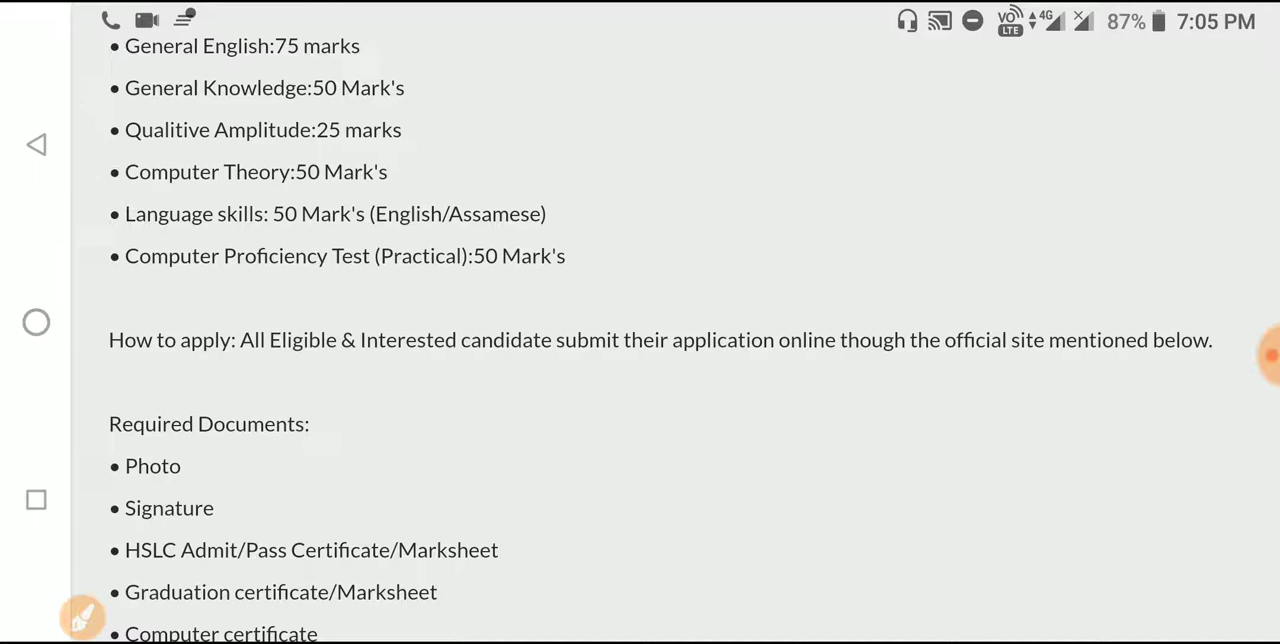 VO LTE 4G 87% 7:05 PM
• General English:75 marks
• General Knowledge:50 Mark's
• Qualitive Amplitude:25 marks
• Computer Theory:50 Mark's
• Language skills: 50 Mark's (English/Assamese)
• Computer Proficiency Test (Practical):50 Mark's
How to apply: All Eligible & Interested candidate submit their application online though the official site mentioned below.
Required Documents:
• Photo
• Signature
• HSLC Admit/Pass Certificate/Marksheet
• Graduation certificate/Marksheet
• Computer certificate